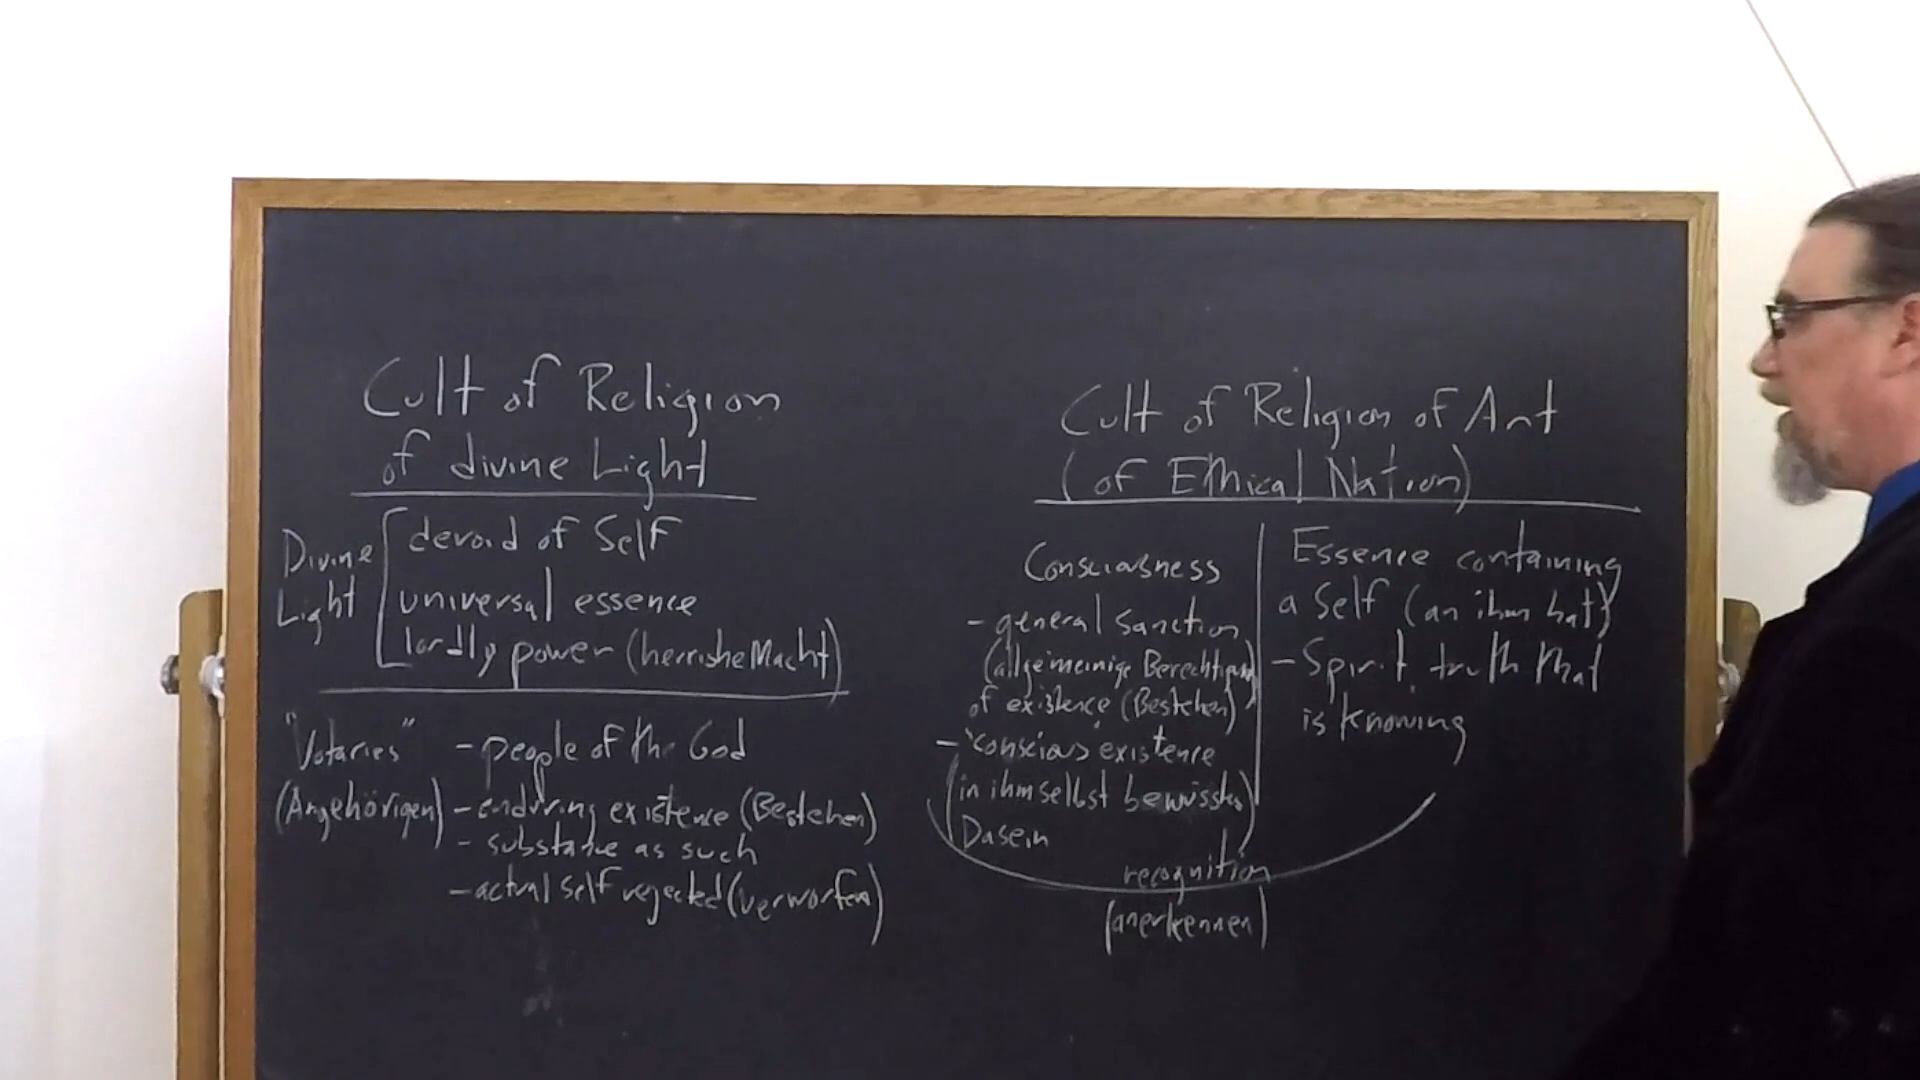 Cult of Religion
of divine Light
Divine
Light
devoid of Self
universal essence
lordly power (herrishe Macht)
"Votaries"
(Angehörigen)
- people of the God
- enduring existence (Bestehen)
- substance as such
- actual self rejected (verworfen)
Cult of Religion of Art
(of Ethical Nation)
Consciousness
- general sanction
(allgemeinige Berechtigung
of existence (Bestehen)
- "conscious" existence
(in ihm selbst bewusstes
Dasein
Essence containing
a Self (an ihm hat)
- Spirit, truth that
is knowing
recognition
(anerkennen)